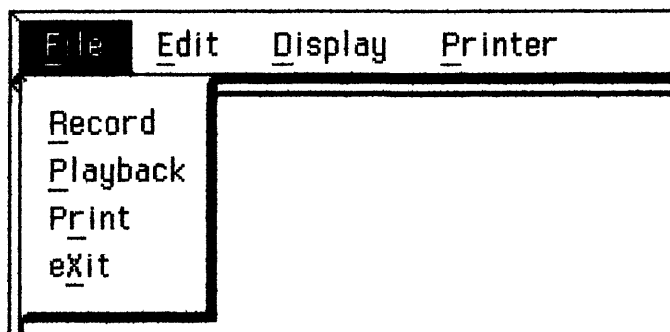 File Edit Display Printer
Record
Playback
Print
eXit